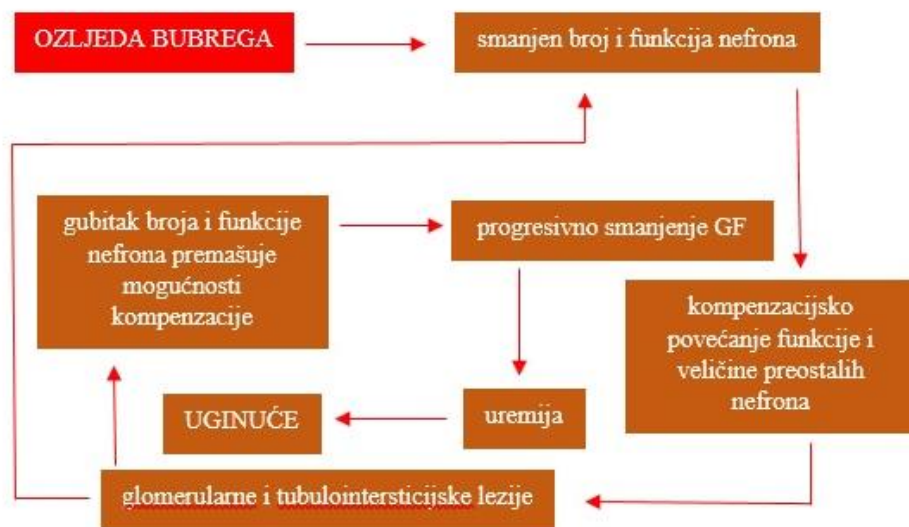 OZLJEDA BUBREGA
smanjen broj i funkcija nefrona
gubitak broja i funkcije
nefrona premašuje
mogućnosti
kompenzacije
progresivno smanjenje GF
kompenzacijsko
povećanje funkcije i
veličine preostalih
nefrona
UGINUĆE
uremija
glomerularne i tubulointersticijske lezije